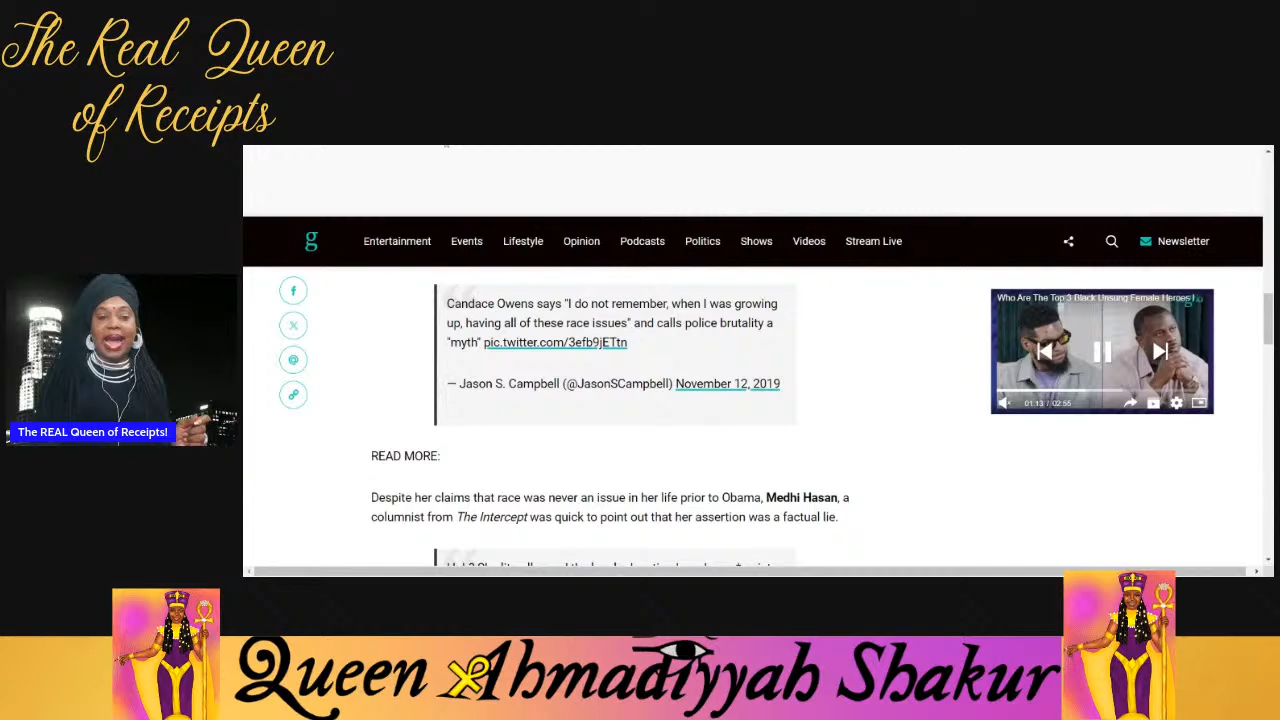 The Real Queen
of Receipts
g
Entertainment Events Lifestyle Opinion Podcasts Politics Shows Videos Stream Live Newsletter
Candace Owens says "I do not remember, when I was growing
up, having all of these race issues" and calls police brutality a
"myth" pic.twitter.com/3efb9jETtn
— Jason S. Campbell (@JasonSCampbell) November 12, 2019
Who Are The Top 3 Black Unsung Female Heroes
01:13 / 02:55
READ MORE:
Despite her claims that race was never an issue in her life prior to Obama, Medhi Hasan, a
columnist from The Intercept was quick to point out that her assertion was a factual lie.
The REAL Queen of Receipts!
Queen Ahmadiyyah Shakur